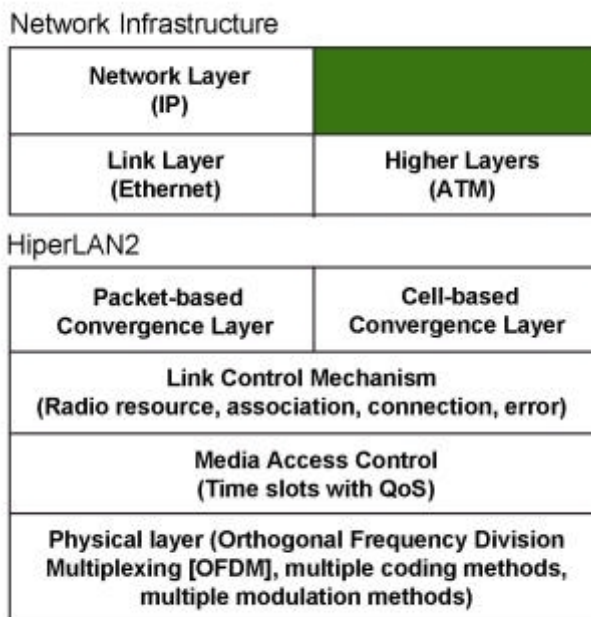 Network Infrastructure
Network Layer
(IP)
Link Layer
(Ethernet)
Higher Layers
(ATM)
HiperLAN2
Packet-based
Convergence Layer
Cell-based
Convergence Layer
Link Control Mechanism
(Radio resource, association, connection, error)
Media Access Control
(Time slots with QoS)
Physical layer (Orthogonal Frequency Division
Multiplexing [OFDM], multiple coding methods,
multiple modulation methods)